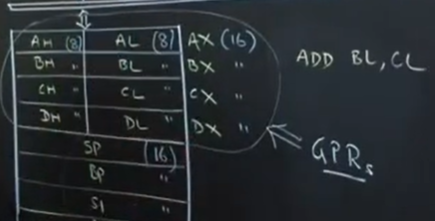 AH (8) AL (8) AX (16)
BH " BL " BX " ADD BL, CL
CH " CL " CX "
DH " DL " DX "
GPRs
SP (16)
BP "
SI "